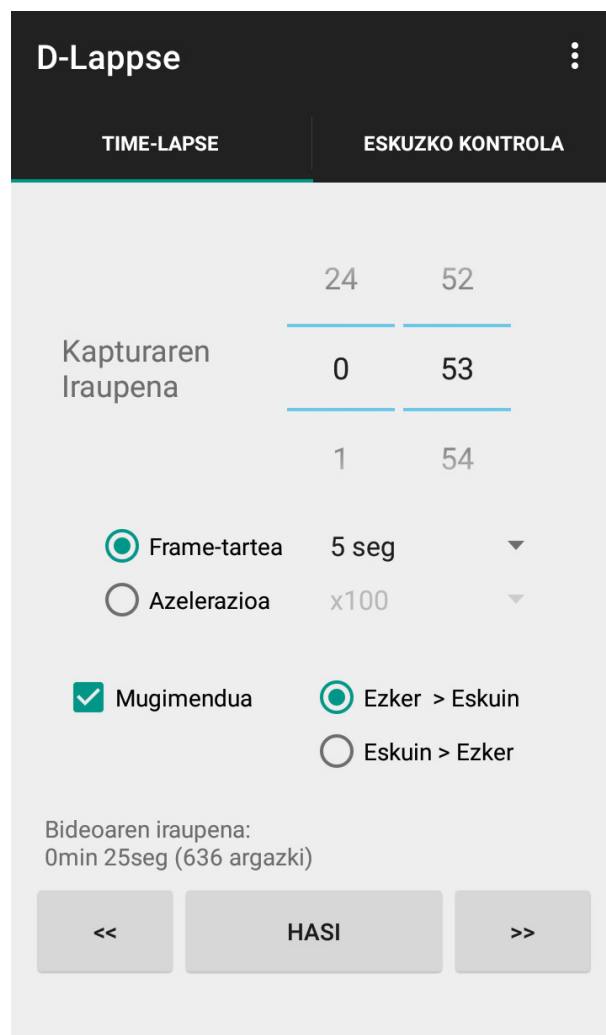 D-Lappse
TIME-LAPSE ESKUZKO KONTROLA
24 52
Kapturaren
Iraupena
0 53
1 54
Frame-tartea 5 seg
Azelerazioa x100
Mugimendua Ezker > Eskuin
Eskuin > Ezker
Bideoaren iraupena:
0min 25seg (636 argazki)
<< HASI >>